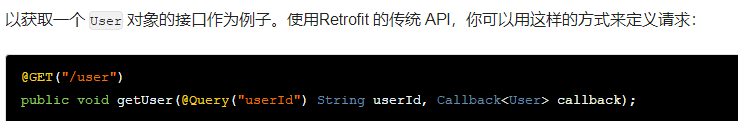 以获取一个 User 对象的接口作为例子。使用Retrofit 的传统 API，你可以用这样的方式来定义请求：
@GET("/user")
public void getUser(@Query("userId") String userId, Callback<User> callback);